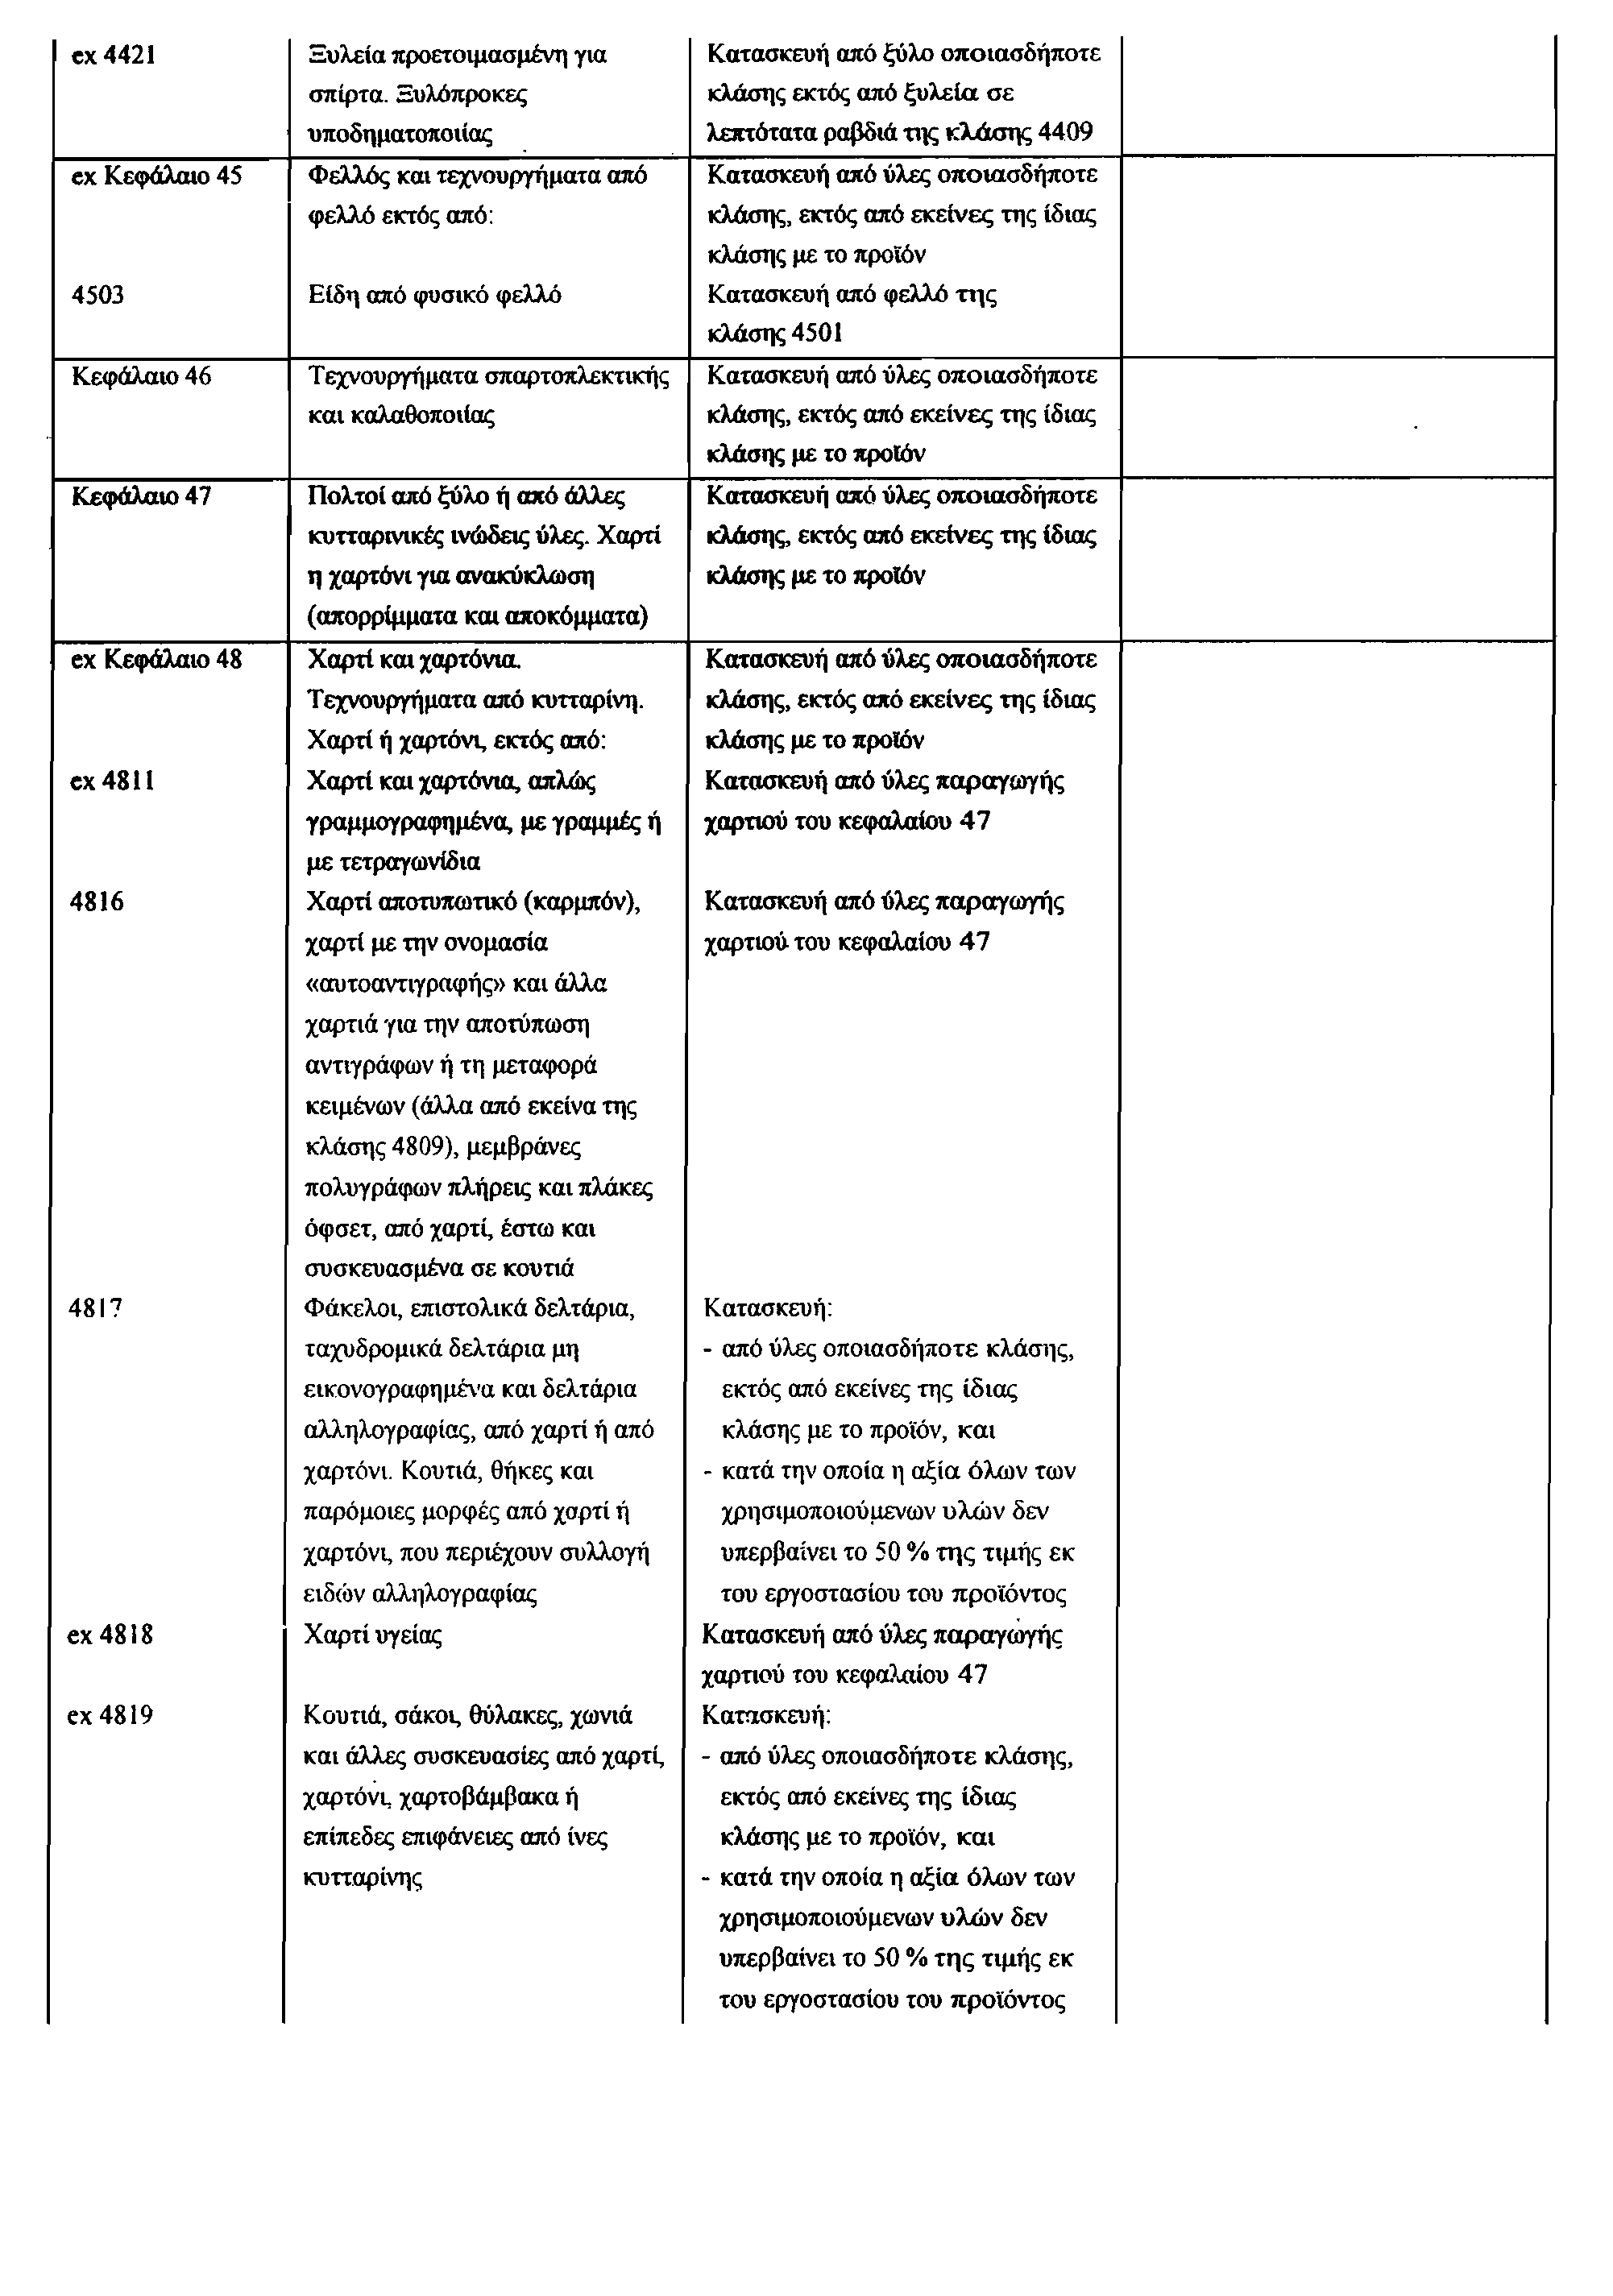 ex 4421
Ξυλεία προετοιμασμένη για
σπίρτα. Ξυλόπροκες
υποδηματοποιίας
Κατασκευή από ξύλο οποιασδήποτε
κλάσης εκτός από ξυλεία σε
λεπτότατα ραβδιά της κλάσης 4409
ex Κεφάλαιο 45
Φελλός και τεχνουργήματα από
φελλό εκτός από:
Κατασκευή από ύλες οποιασδήποτε
κλάσης, εκτός από εκείνες της ίδιας
κλάσης με το προϊόν
4503
Είδη από φυσικό φελλό
Κατασκευή από φελλό της
κλάσης 4501
Κεφάλαιο 46
Τεχνουργήματα σπαρτοπλεκτικής
και καλαθοποιίας
Κατασκευή από ύλες οποιασδήποτε
κλάσης, εκτός από εκείνες της ίδιας
κλάσης με το προϊόν
Κεφάλαιο 47
Πολτοί από ξύλο ή από άλλες
κυτταρινικές ινώδεις ύλες. Χαρτί
η χαρτόνι για ανακύκλωση
(απορρίμματα και αποκόμματα)
Κατασκευή από ύλες οποιασδήποτε
κλάσης, εκτός από εκείνες της ίδιας
κλάσης με το προϊόν
ex Κεφάλαιο 48
Χαρτί και χαρτόνια.
Τεχνουργήματα από κυτταρίνη.
Χαρτί ή χαρτόνι, εκτός από:
Κατασκευή από ύλες οποιασδήποτε
κλάσης, εκτός από εκείνες της ίδιας
κλάσης με το προϊόν
ex 4811
Χαρτί και χαρτόνια, απλώς
γραμμογραφημένα, με γραμμές ή
με τετραγωνίδια
Κατασκευή από ύλες παραγωγής
χαρτιού του κεφαλαίου 47
4816
Χαρτί αποτυπωτικό (καρμπόν),
χαρτί με την ονομασία
«αυτοαντιγραφής» και άλλα
χαρτιά για την αποτύπωση
αντιγράφων ή τη μεταφορά
κειμένων (άλλα από εκείνα της
κλάσης 4809), μεμβράνες
πολυγράφων πλήρεις και πλάκες
όφσετ, από χαρτί, έστω και
συσκευασμένα σε κουτιά
Κατασκευή από ύλες παραγωγής
χαρτιού του κεφαλαίου 47
4817
Φάκελοι, επιστολικά δελτάρια,
ταχυδρομικά δελτάρια μη
εικονογραφημένα και δελτάρια
αλληλογραφίας, από χαρτί ή από
χαρτόνι. Κουτιά, θήκες και
παρόμοιες μορφές από χαρτί ή
χαρτόνι, που περιέχουν συλλογή
ειδών αλληλογραφίας
Κατασκευή:
- από ύλες οποιασδήποτε κλάσης,
εκτός από εκείνες της ίδιας
κλάσης με το προϊόν, και
- κατά την οποία η αξία όλων των
χρησιμοποιούμενων υλών δεν
υπερβαίνει το 50 % της τιμής εκ
του εργοστασίου του προϊόντος
ex 4818
Χαρτί υγείας
Κατασκευή από ύλες παραγωγής
χαρτιού του κεφαλαίου 47
ex 4819
Κουτιά, σάκοι, θύλακες, χωνιά
και άλλες συσκευασίες από χαρτί,
χαρτόνι, χαρτοβάμβακα ή
επίπεδες επιφάνειες από ίνες
κυτταρίνης
Κατασκευή:
- από ύλες οποιασδήποτε κλάσης,
εκτός από εκείνες της ίδιας
κλάσης με το προϊόν, και
- κατά την οποία η αξία όλων των
χρησιμοποιούμενων υλών δεν
υπερβαίνει το 50 % της τιμής εκ
του εργοστασίου του προϊόντος